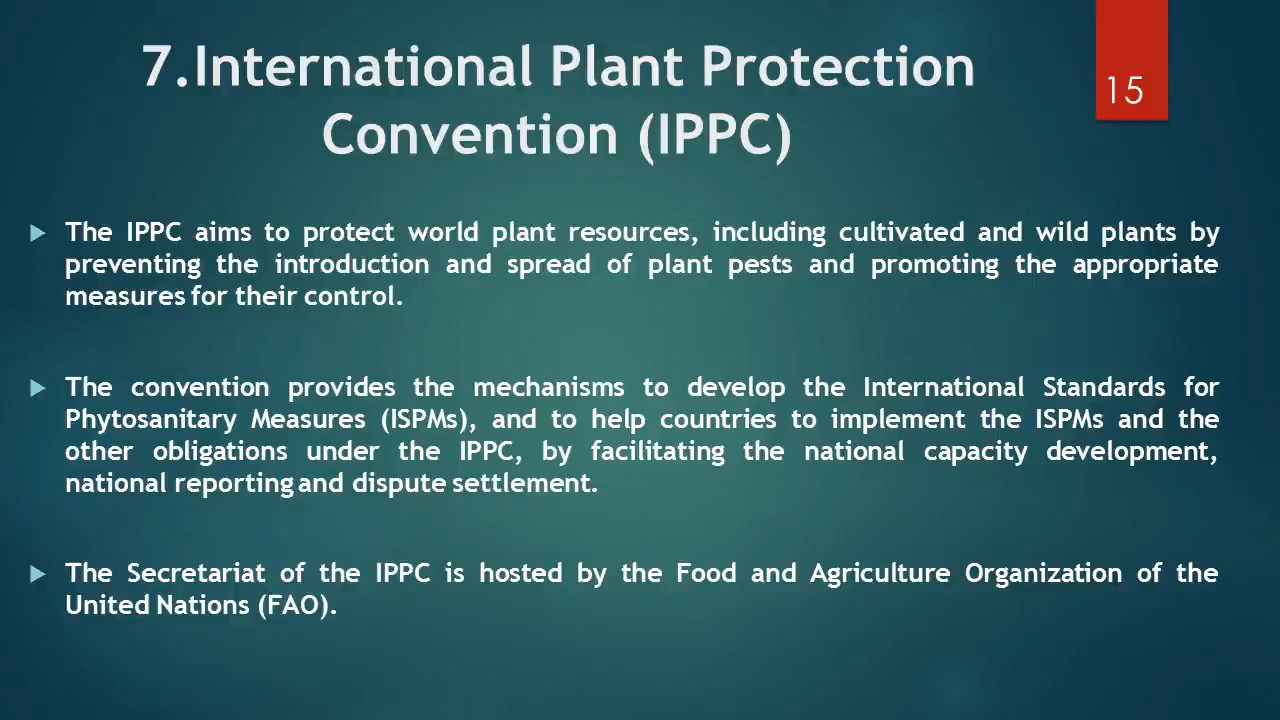 7.International Plant Protection
Convention (IPPC)
15
The IPPC aims to protect world plant resources, including cultivated and wild plants by
preventing the introduction and spread of plant pests and promoting the appropriate
measures for their control.
The convention provides the mechanisms to develop the International Standards for
Phytosanitary Measures (ISPMs), and to help countries to implement the ISPMs and the
other obligations under the IPPC, by facilitating the national capacity development,
national reporting and dispute settlement.
The Secretariat of the IPPC is hosted by the Food and Agriculture Organization of the
United Nations (FAO).